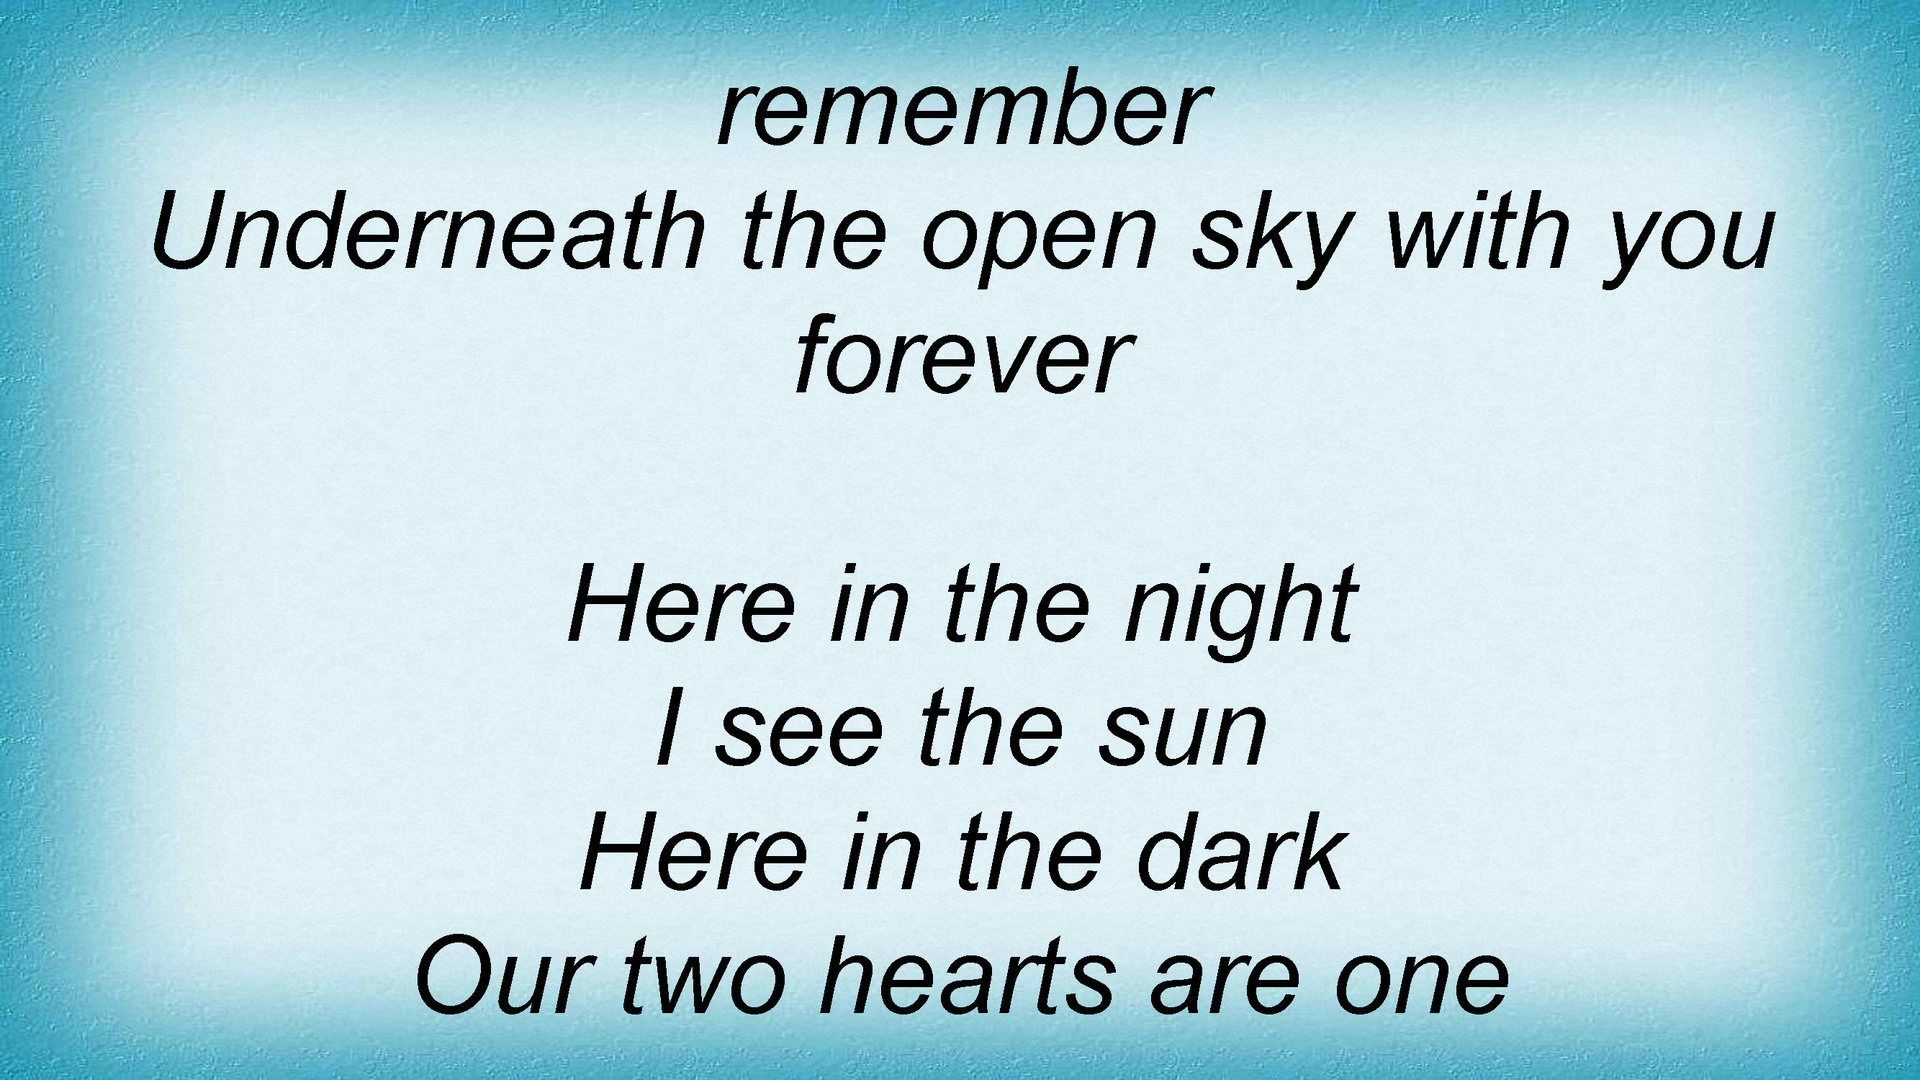 remember
Underneath the open sky with you
forever
Here in the night
I see the sun
Here in the dark
Our two hearts are one